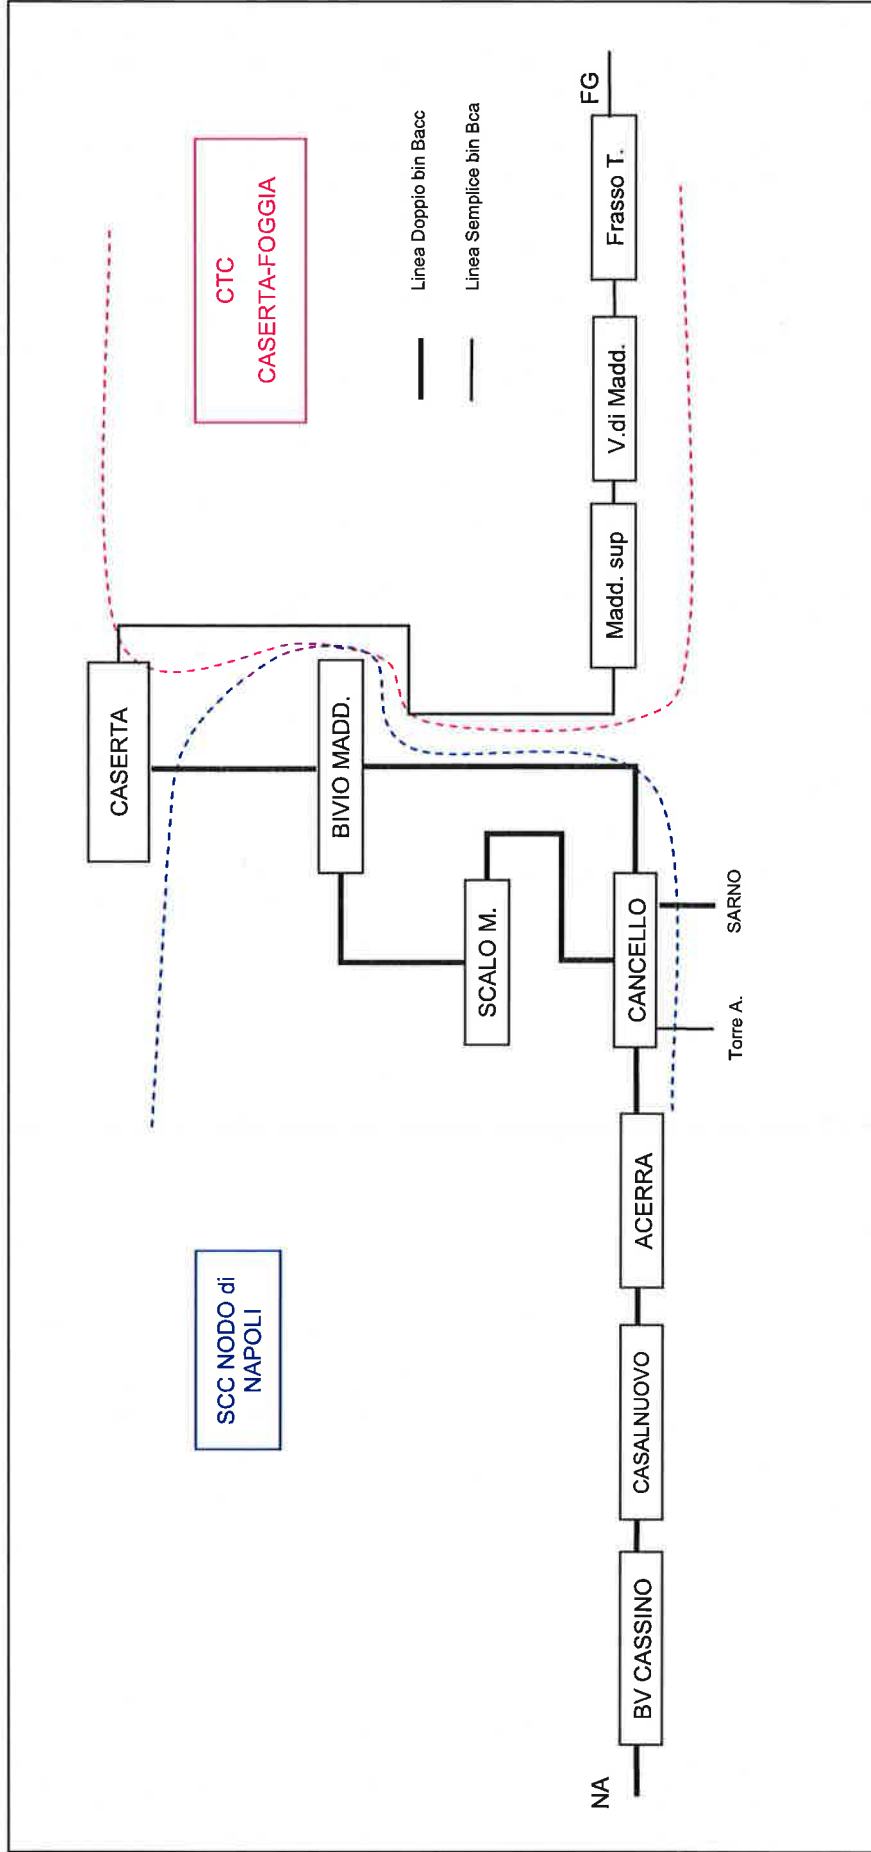 SCC NODO di
NAPOLI
CTC
CASERTA-FOGGIA
CASERTA
BIVIO MADD.
Linea Doppio bin Bacc
Linea Semplice bin Bca
SCALO M.
NA
BV CASSINO
CASALNUOVO
ACERRA
CANCELLO
Madd. sup
V.di Madd.
Frasso T.
FG
Torre A.
SARNO